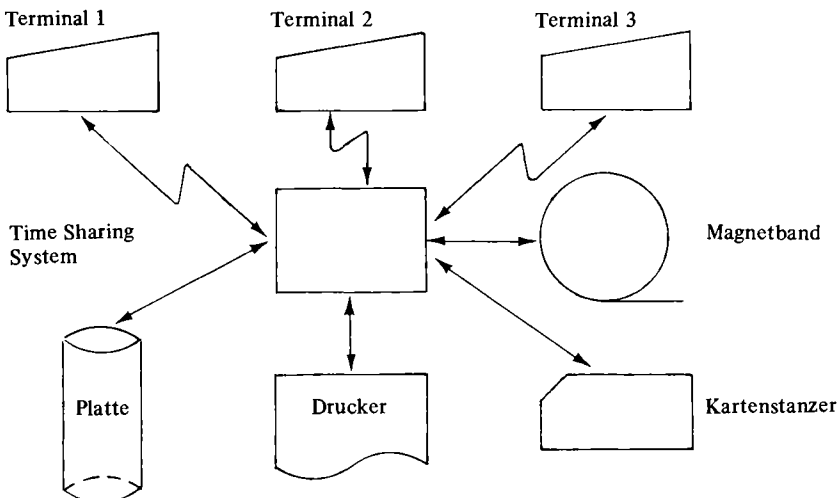 Terminal 1
Terminal 2
Terminal 3
Time Sharing
System
Magnetband
Platte
Drucker
Kartenstanzer